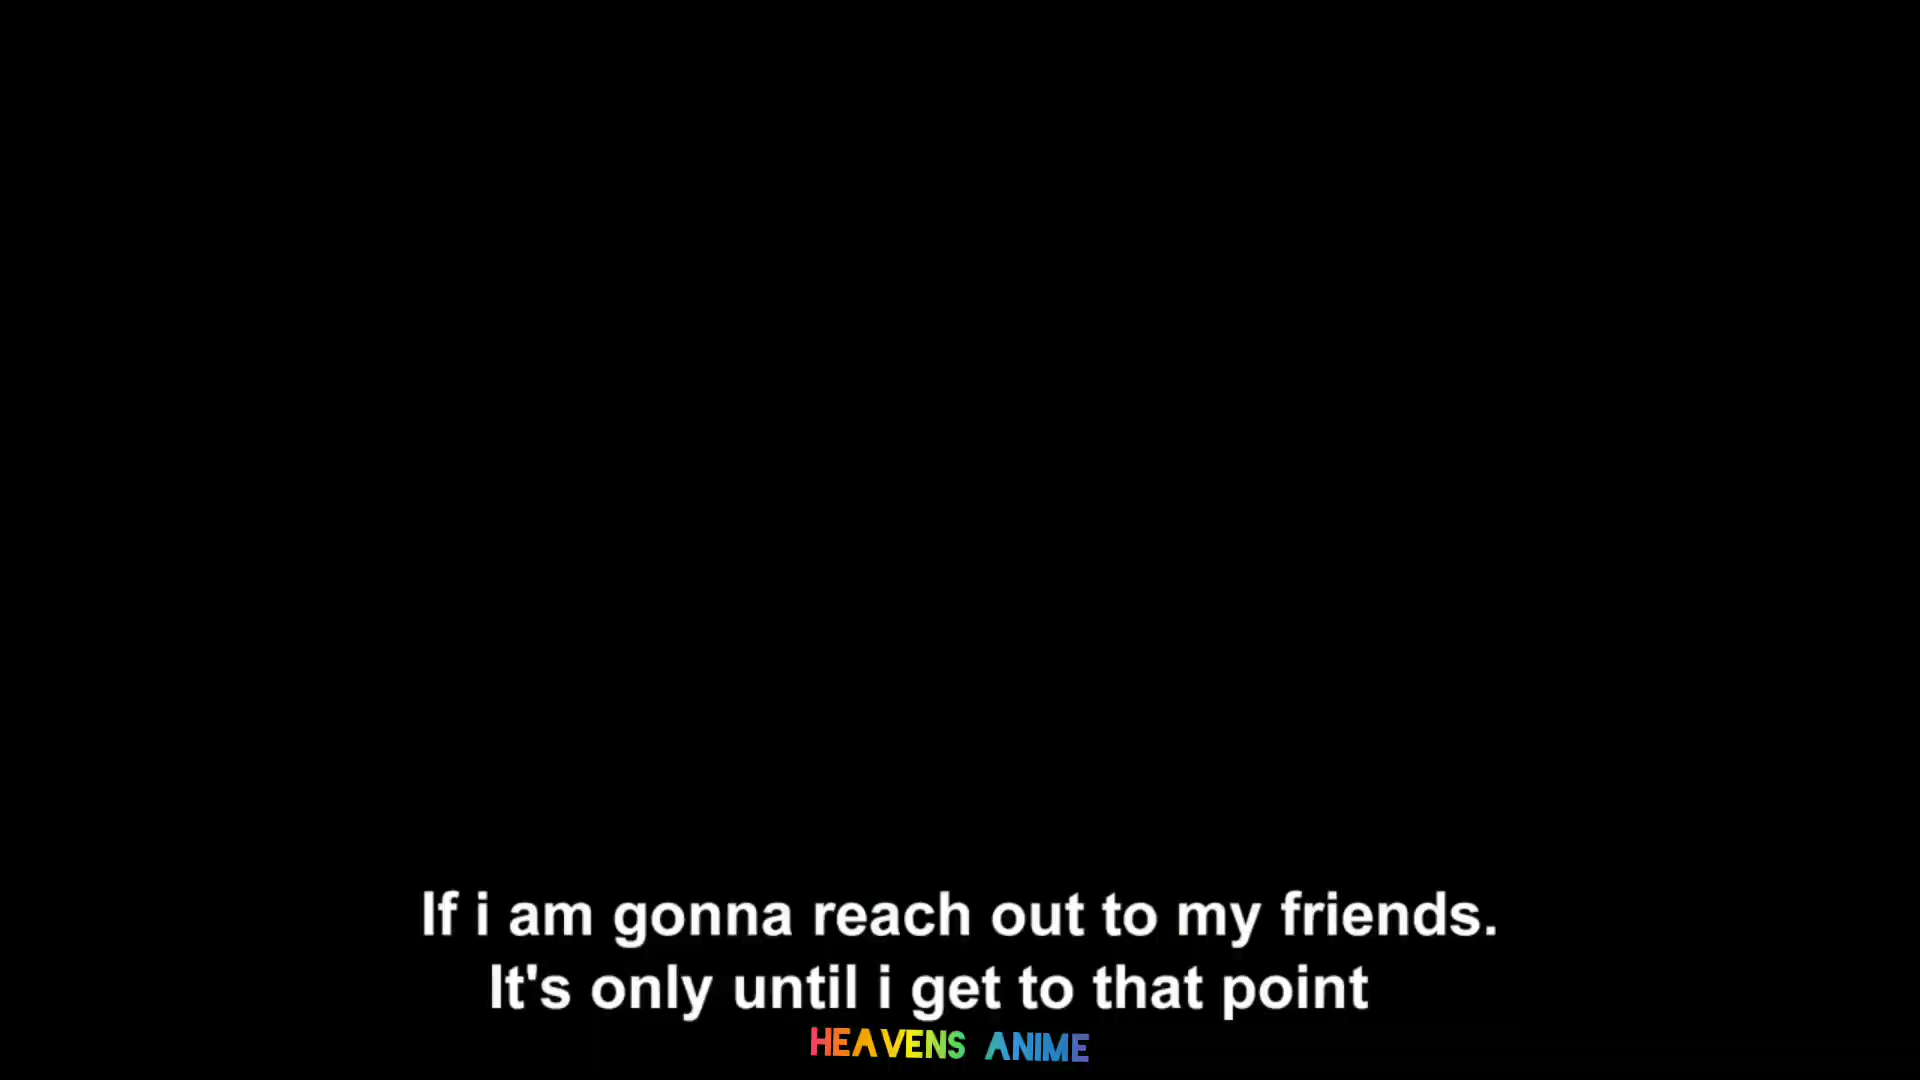 If i am gonna reach out to my friends.
It's only until i get to that point
HEAVENS ANIME